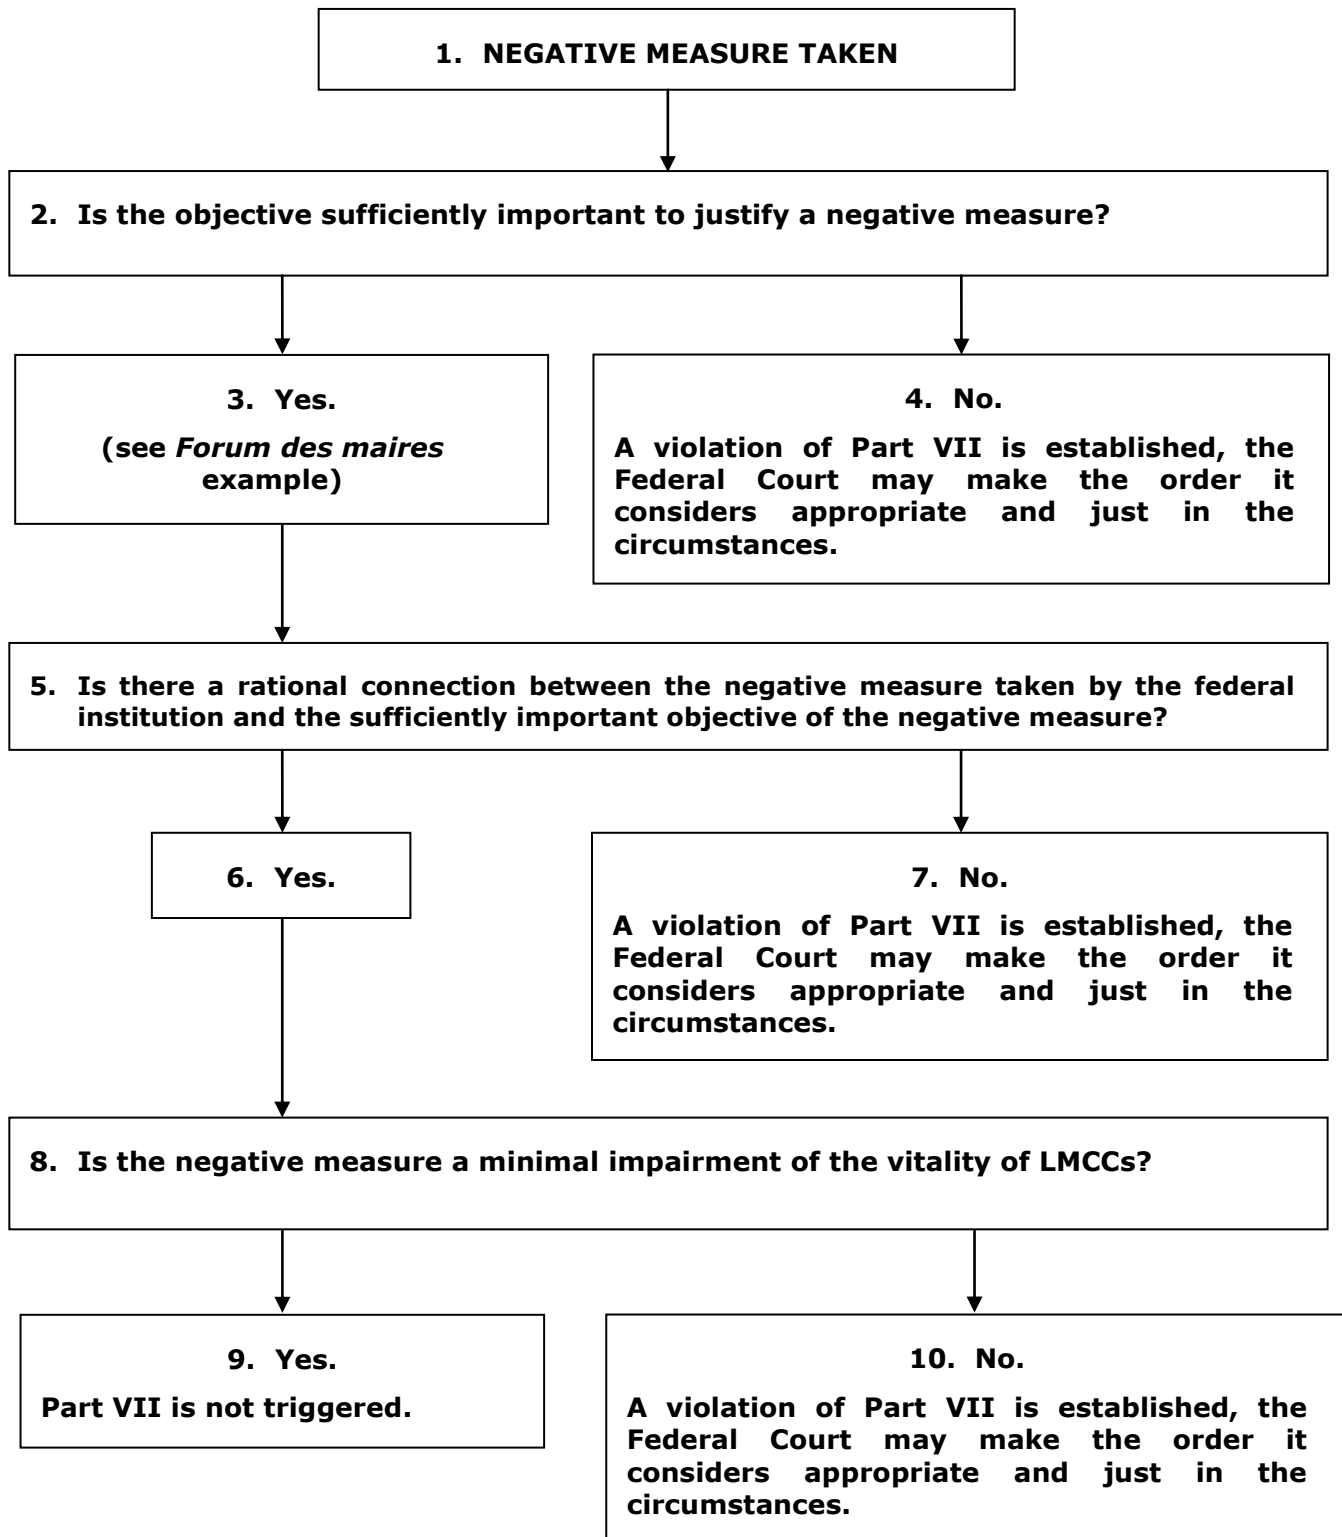 1. NEGATIVE MEASURE TAKEN
2. Is the objective sufficiently important to justify a negative measure?
3. Yes.
(see Forum des maires
example)
4. No.
A violation of Part VII is established, the
Federal Court may make the order it
considers appropriate and just in the
circumstances.
5. Is there a rational connection between the negative measure taken by the federal
institution and the sufficiently important objective of the negative measure?
6. Yes.
7. No.
A violation of Part VII is established, the
Federal Court may make the order it
considers appropriate and just in the
circumstances.
8. Is the negative measure a minimal impairment of the vitality of LMCCs?
9. Yes.
Part VII is not triggered.
10. No.
A violation of Part VII is established, the
Federal Court may make the order it
considers appropriate and just in the
circumstances.